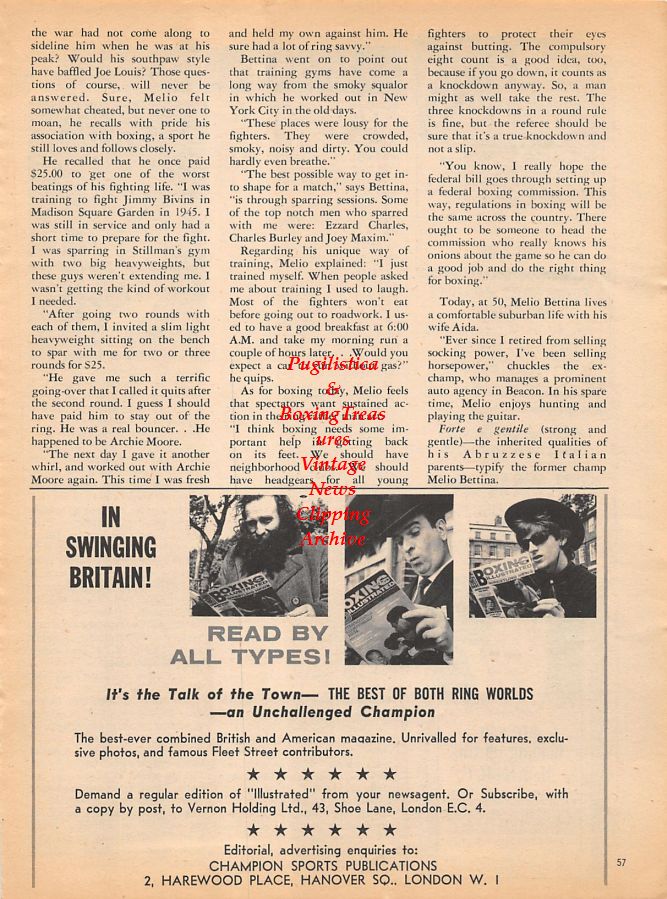 the war had not come along to
sideline him when he was at his
peak? Would his southpaw style
have baffled Joe Louis? Those ques-
tions of course, will never be
answered. Sure, Melio felt
somewhat cheated, but never one to
moan, he recalls with pride his
association with boxing, a sport he
still loves and follows closely.
He recalled that he once paid
$25.00 to get one of the worst
beatings of his fighting life. "I was
training to fight Jimmy Bivins in
Madison Square Garden in 1945. I
was still in service and only had a
short time to prepare for the fight.
I was sparring in Stillman's gym
with two big heavyweights, but
these guys weren't extending me. I
wasn't getting the kind of workout
I needed.
"After going two rounds with
each of them, I invited a slim light
heavyweight sitting on the bench
to spar with me for two or three
rounds for $25.
"He gave me such a terrific
going-over that I called it quits after
the second round. I guess I should
have paid him to stay out of the
ring. He was a real bouncer. . .He
happened to be Archie Moore.
"The next day I gave it another
whirl, and worked out with Archie
Moore again. This time I was fresh
and held my own against him. He
sure had a lot of ring savvy."
Bettina went on to point out
that training gyms have come a
long way from the smoky squalor
in which he worked out in New
York City in the old days.
"These places were lousy for the
fighters. They were crowded,
smoky, noisy and dirty. You could
hardly even breathe."
"The best possible way to get in-
to shape for a match," says Bettina,
"is through sparring sessions. Some
of the top notch men who sparred
with me were: Ezzard Charles,
Charles Burley and Joey Maxim."
Regarding his unique way of
training, Melio explained: "I just
trained myself. When people asked
me about training I used to laugh.
Most of the fighters won't eat
before going out to roadwork. I us-
ed to have a good breakfast at 6:00
A.M. and take my morning run a
couple of hours later. . .Would you
expect a car to run without gas?"
he quips.
As for boxing today, Melio feels
that spectators want sustained ac-
tion in the
"I think boxing needs some im-
portant help in getting back
on its feet. We should have
neighborhood should
have headgears for all young
fighters to protect their eyes
against butting. The compulsory
eight count is a good idea, too,
because if you go down, it counts as
a knockdown anyway. So, a man
might as well take the rest. The
three knockdowns in a round rule
is fine, but the referee should be
sure that it's a true knockdown and
not a slip.
"You know, I really hope the
federal bill goes through setting up
a federal boxing commission. This
way, regulations in boxing will be
the same across the country. There
ought to be someone to head the
commission who really knows his
onions about the game so he can do
a good job and do the right thing
for boxing."
Today, at 50, Melio Bettina lives
a comfortable suburban life with his
wife Aida.
"Ever since I retired from selling
socking power, I've been selling
horsepower," chuckles the ex-
champ, who manages a prominent
auto agency in Beacon. In his spare
time, Melio enjoys hunting and
playing the guitar.
Forte e gentile (strong and
gentle)—the inherited qualities of
his Abruzzese Italian
parents—typify the former champ
Melio Bettina.
Pugilistica
&
BoxingTreas
ures
Vintage
News
Clipping
Archive
IN
SWINGING
BRITAIN!
BOXING
ILLUSTRATED
BOXING
ILLUSTRATED
BOXING
ILLUSTRATED
READ BY
ALL TYPES!
It's the Talk of the Town— THE BEST OF BOTH RING WORLDS
—an Unchallenged Champion
The best-ever combined British and American magazine. Unrivalled for features, exclu-
sive photos, and famous Fleet Street contributors.
Demand a regular edition of "Illustrated" from your newsagent. Or Subscribe, with
a copy by post, to Vernon Holding Ltd., 43, Shoe Lane, London E.C. 4.
Editorial, advertising enquiries to:
CHAMPION SPORTS PUBLICATIONS
2, HAREWOOD PLACE, HANOVER SQ., LONDON W. I
57